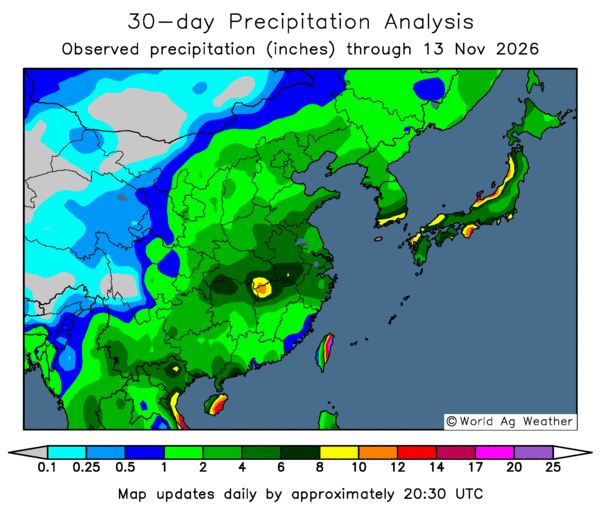 30-day Precipitation Analysis
Observed precipitation (inches) through 13 Nov 2026
© World Ag Weather
0.1 0.25 0.5 1 2 4 6 8 10 12 14 17 20 25
Map updates daily by approximately 20:30 UTC